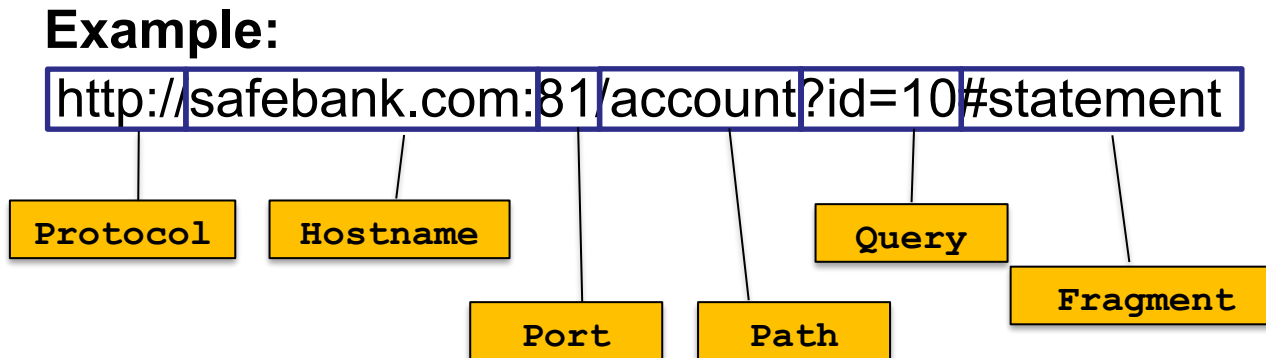 Example:
http://safebank.com:81/account?id=10#statement
Protocol
Hostname
Query
Fragment
Port
Path